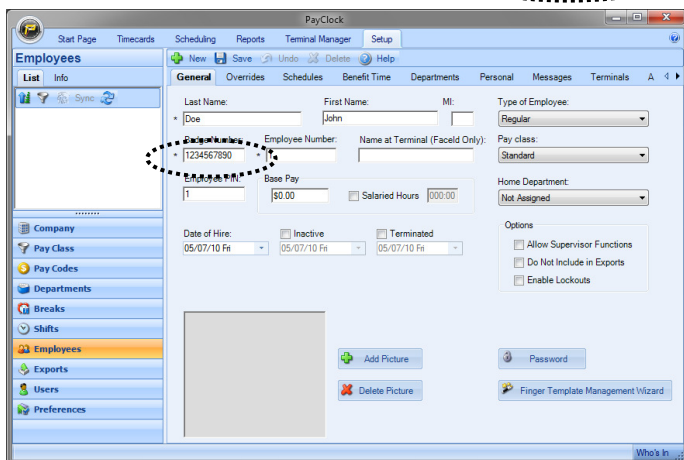 PayClock
Start Page Timecards Scheduling Reports Terminal Manager Setup
Employees
New Save Undo Delete Help
List Info
General Overrides Schedules Benefit Time Departments Personal Messages Terminals A
Sync
Last Name: First Name: MI: Type of Employee:
* Doe John Regular
Badge Number: Employee Number: Name at Terminal (FaceId Only): Pay class:
* 1234567890 * Standard
Employee PIN: Base Pay Home Department:
1 $0.00 Salaried Hours 000:00 Not Assigned
Options
Date of Hire: Inactive Terminated Allow Supervisor Functions
05/07/10 Fri 05/07/10 Fri 05/07/10 Fri Do Not Include in Exports
Enable Lockouts
Company
Pay Class
Pay Codes
Departments
Breaks
Shifts
Employees
Exports
Users
Preferences
Add Picture Password
Delete Picture Finger Template Management Wizard
Who's In